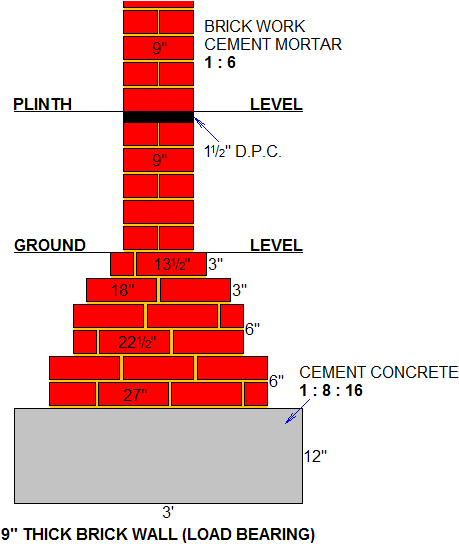 BRICK WORK
CEMENT MORTAR
1 : 6
9"
PLINTH LEVEL
1½" D.P.C.
9"
GROUND LEVEL
13½" 3"
18" 3"
6"
22½"
CEMENT CONCRETE
1 : 8 : 16
6"
27"
12"
3'
9" THICK BRICK WALL (LOAD BEARING)